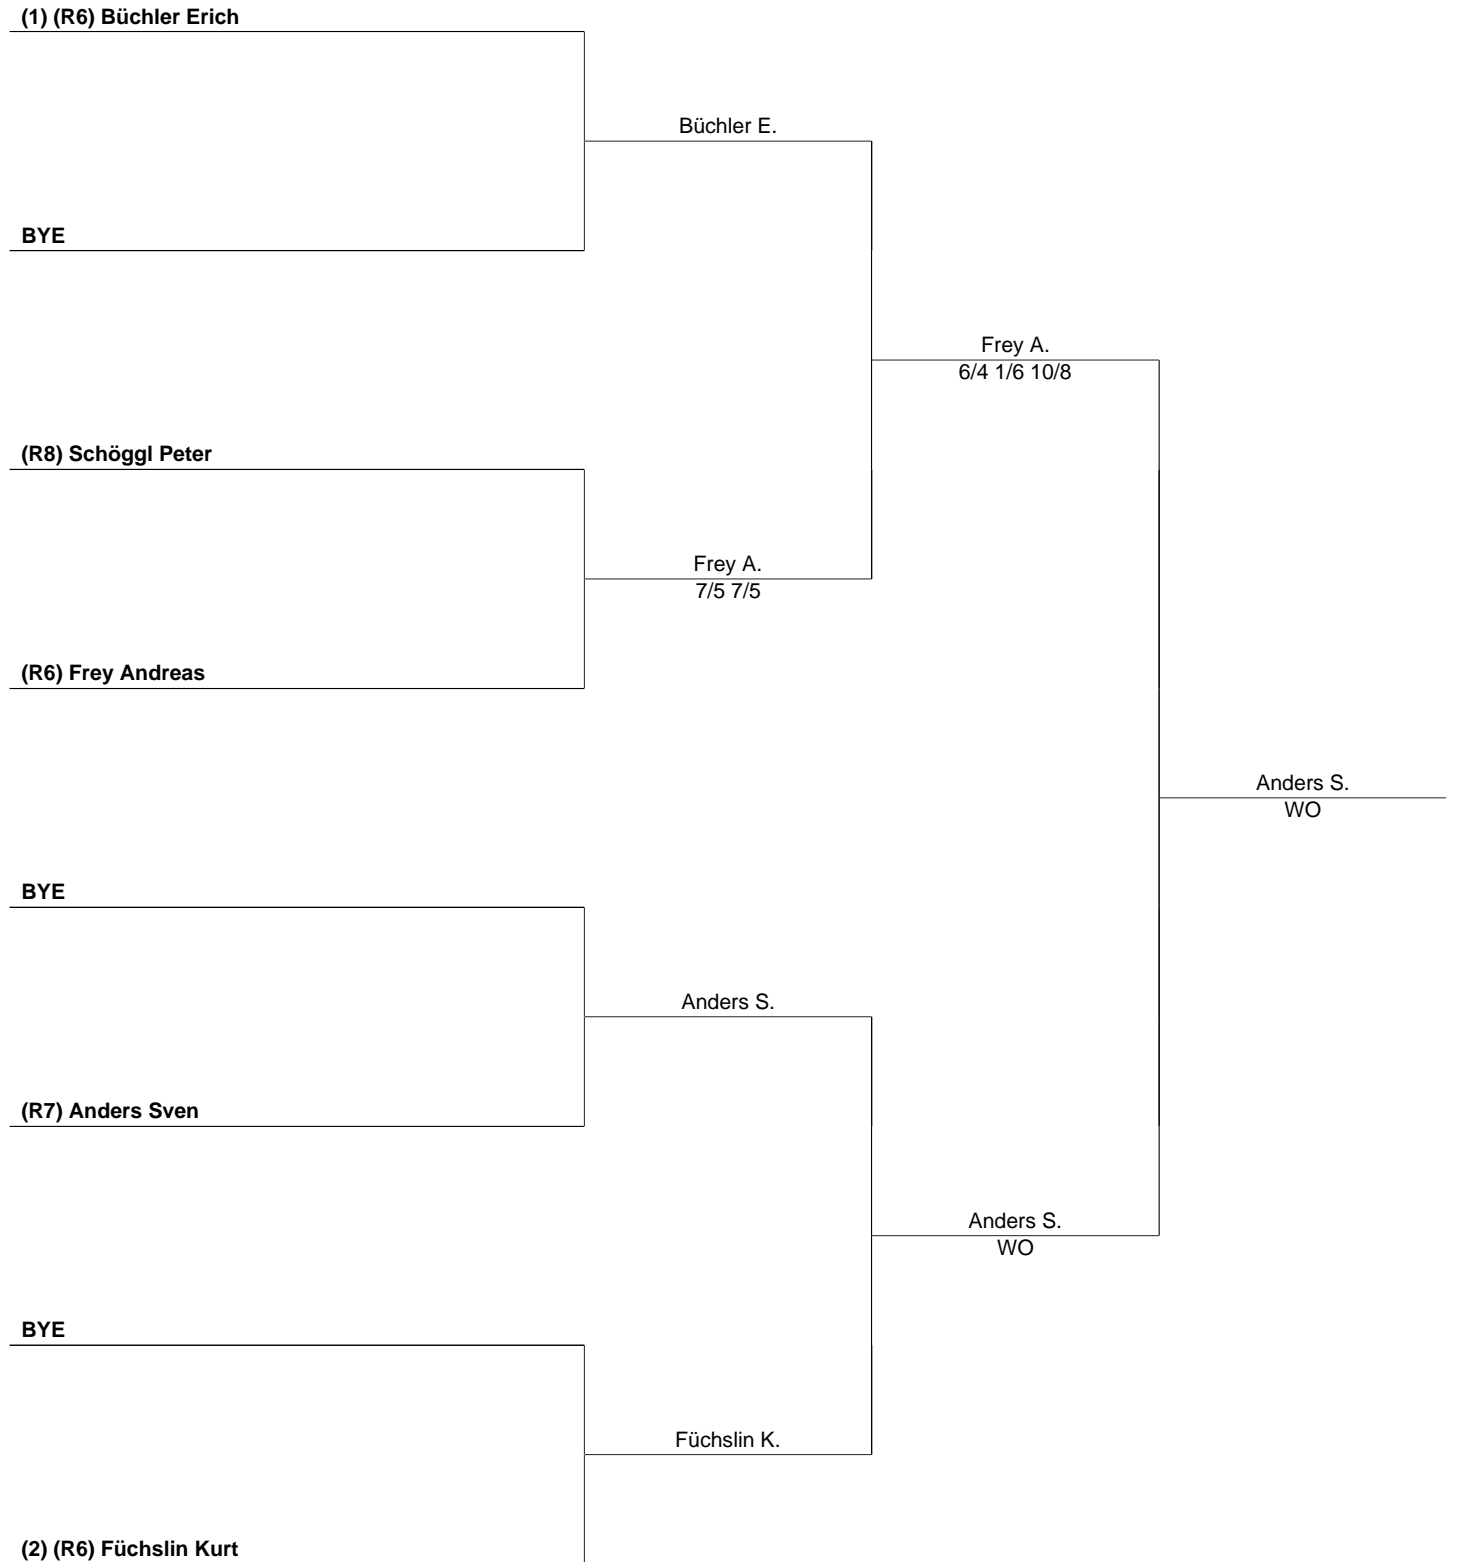 (1) (R6) Büchler Erich
Büchler E.
BYE
Frey A.
6/4 1/6 10/8
(R8) Schöggl Peter
Frey A.
7/5 7/5
(R6) Frey Andreas
Anders S.
WO
BYE
Anders S.
(R7) Anders Sven
Anders S.
WO
BYE
Füchslin K.
(2) (R6) Füchslin Kurt